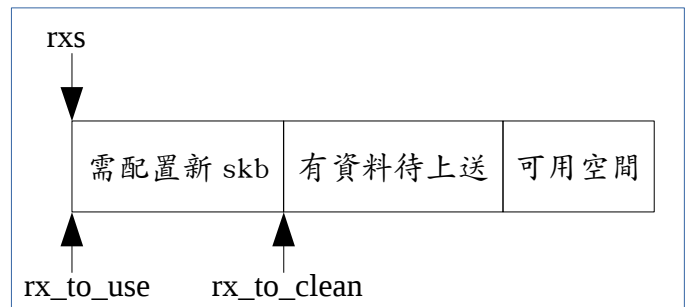 rxs
需配置新 skb
有資料待上送
可用空間
rx_to_use
rx_to_clean